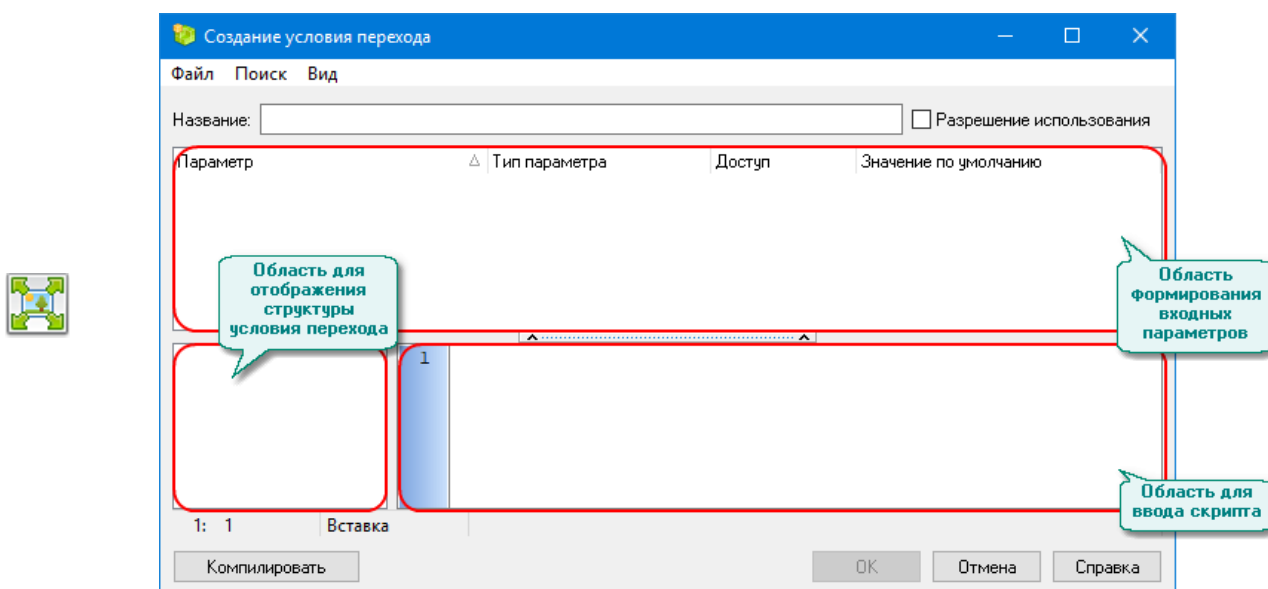 Создание условия перехода
Файл Поиск Вид
Название: Разрешение использования
Параметр Тип параметра Доступ Значение по умолчанию
Область для
отображения
структуры
условия перехода
Область
формирования
входных
параметров
1
Область для
ввода скрипта
1: 1 Вставка
Компилировать OK Отмена Справка